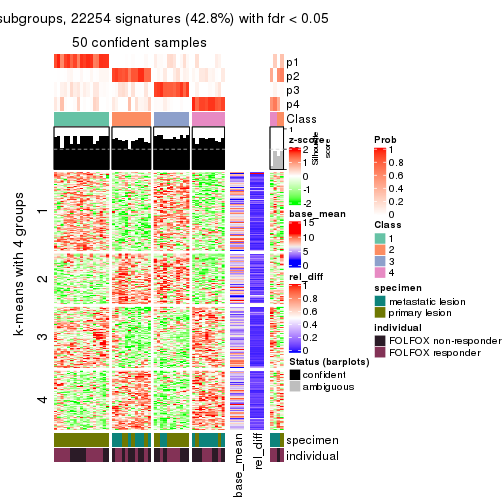 subgroups, 22254 signatures (42.8%) with fdr < 0.05
50 confident samples
p1
p2
p3
p4
Class
1
Silhouette
score
k-means with 4 groups
1
2
3
4
specimen
individual
base_mean
rel_diff
z-score
2
1
0
-1
-2
base_mean
15
10
5
0
rel_diff
1
0.8
0.6
0.4
0.2
0
Status (barplots)
confident
ambiguous
Prob
1
0.8
0.6
0.4
0.2
0
Class
1
2
3
4
specimen
metastatic lesion
primary lesion
individual
FOLFOX non-responder
FOLFOX responder